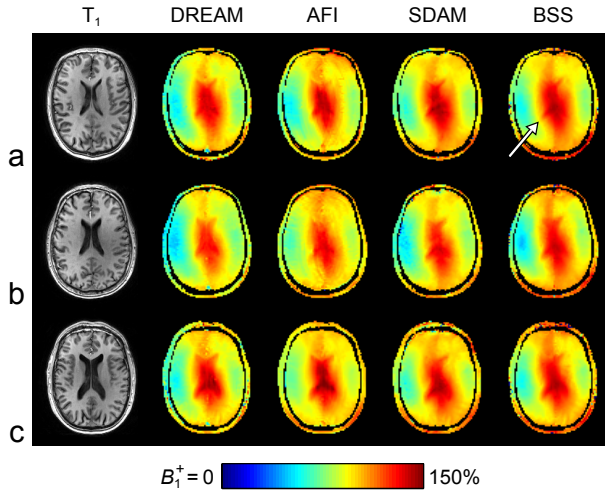 T₁ DREAM AFI SDAM BSS
a
b
c
B₁⁺ = 0 150%